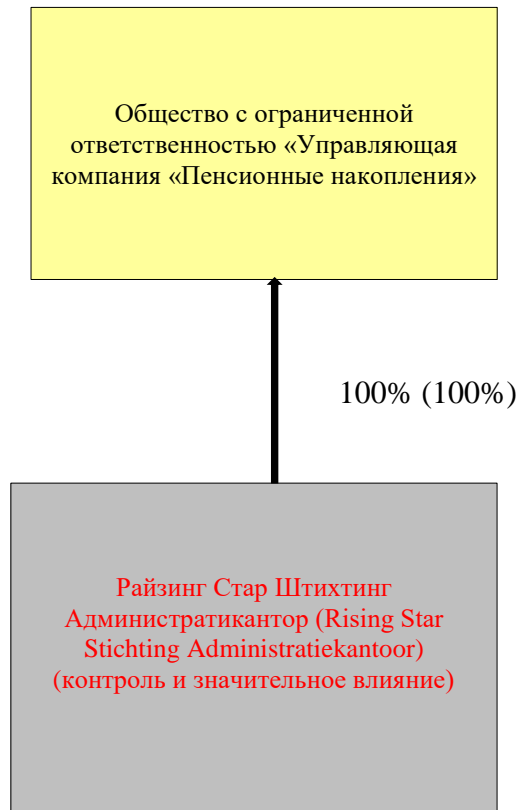 Общество с ограниченной
ответственностью «Управляющая
компания «Пенсионные накопления»
100% (100%)
Райзинг Стар Штихтинг
Администратикантор (Rising Star
Stichting Administratiekantoor)
(контроль и значительное влияние)